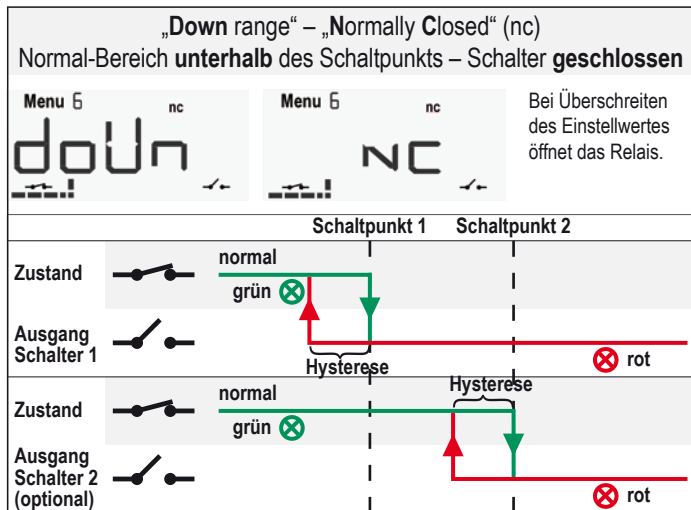 „Down range“ – „Normally Closed“ (nc)
Normal-Bereich unterhalb des Schaltpunkts – Schalter geschlossen
Menu 6
nc
doUn
Menu 6
nc
NC
Bei Überschreiten
des Einstellwertes
öffnet das Relais.
Schaltpunkt 1
Schaltpunkt 2
Zustand
normal
grün
Ausgang
Schalter 1
Hysterese
rot
Zustand
normal
grün
Hysterese
Ausgang
Schalter 2
(optional)
rot